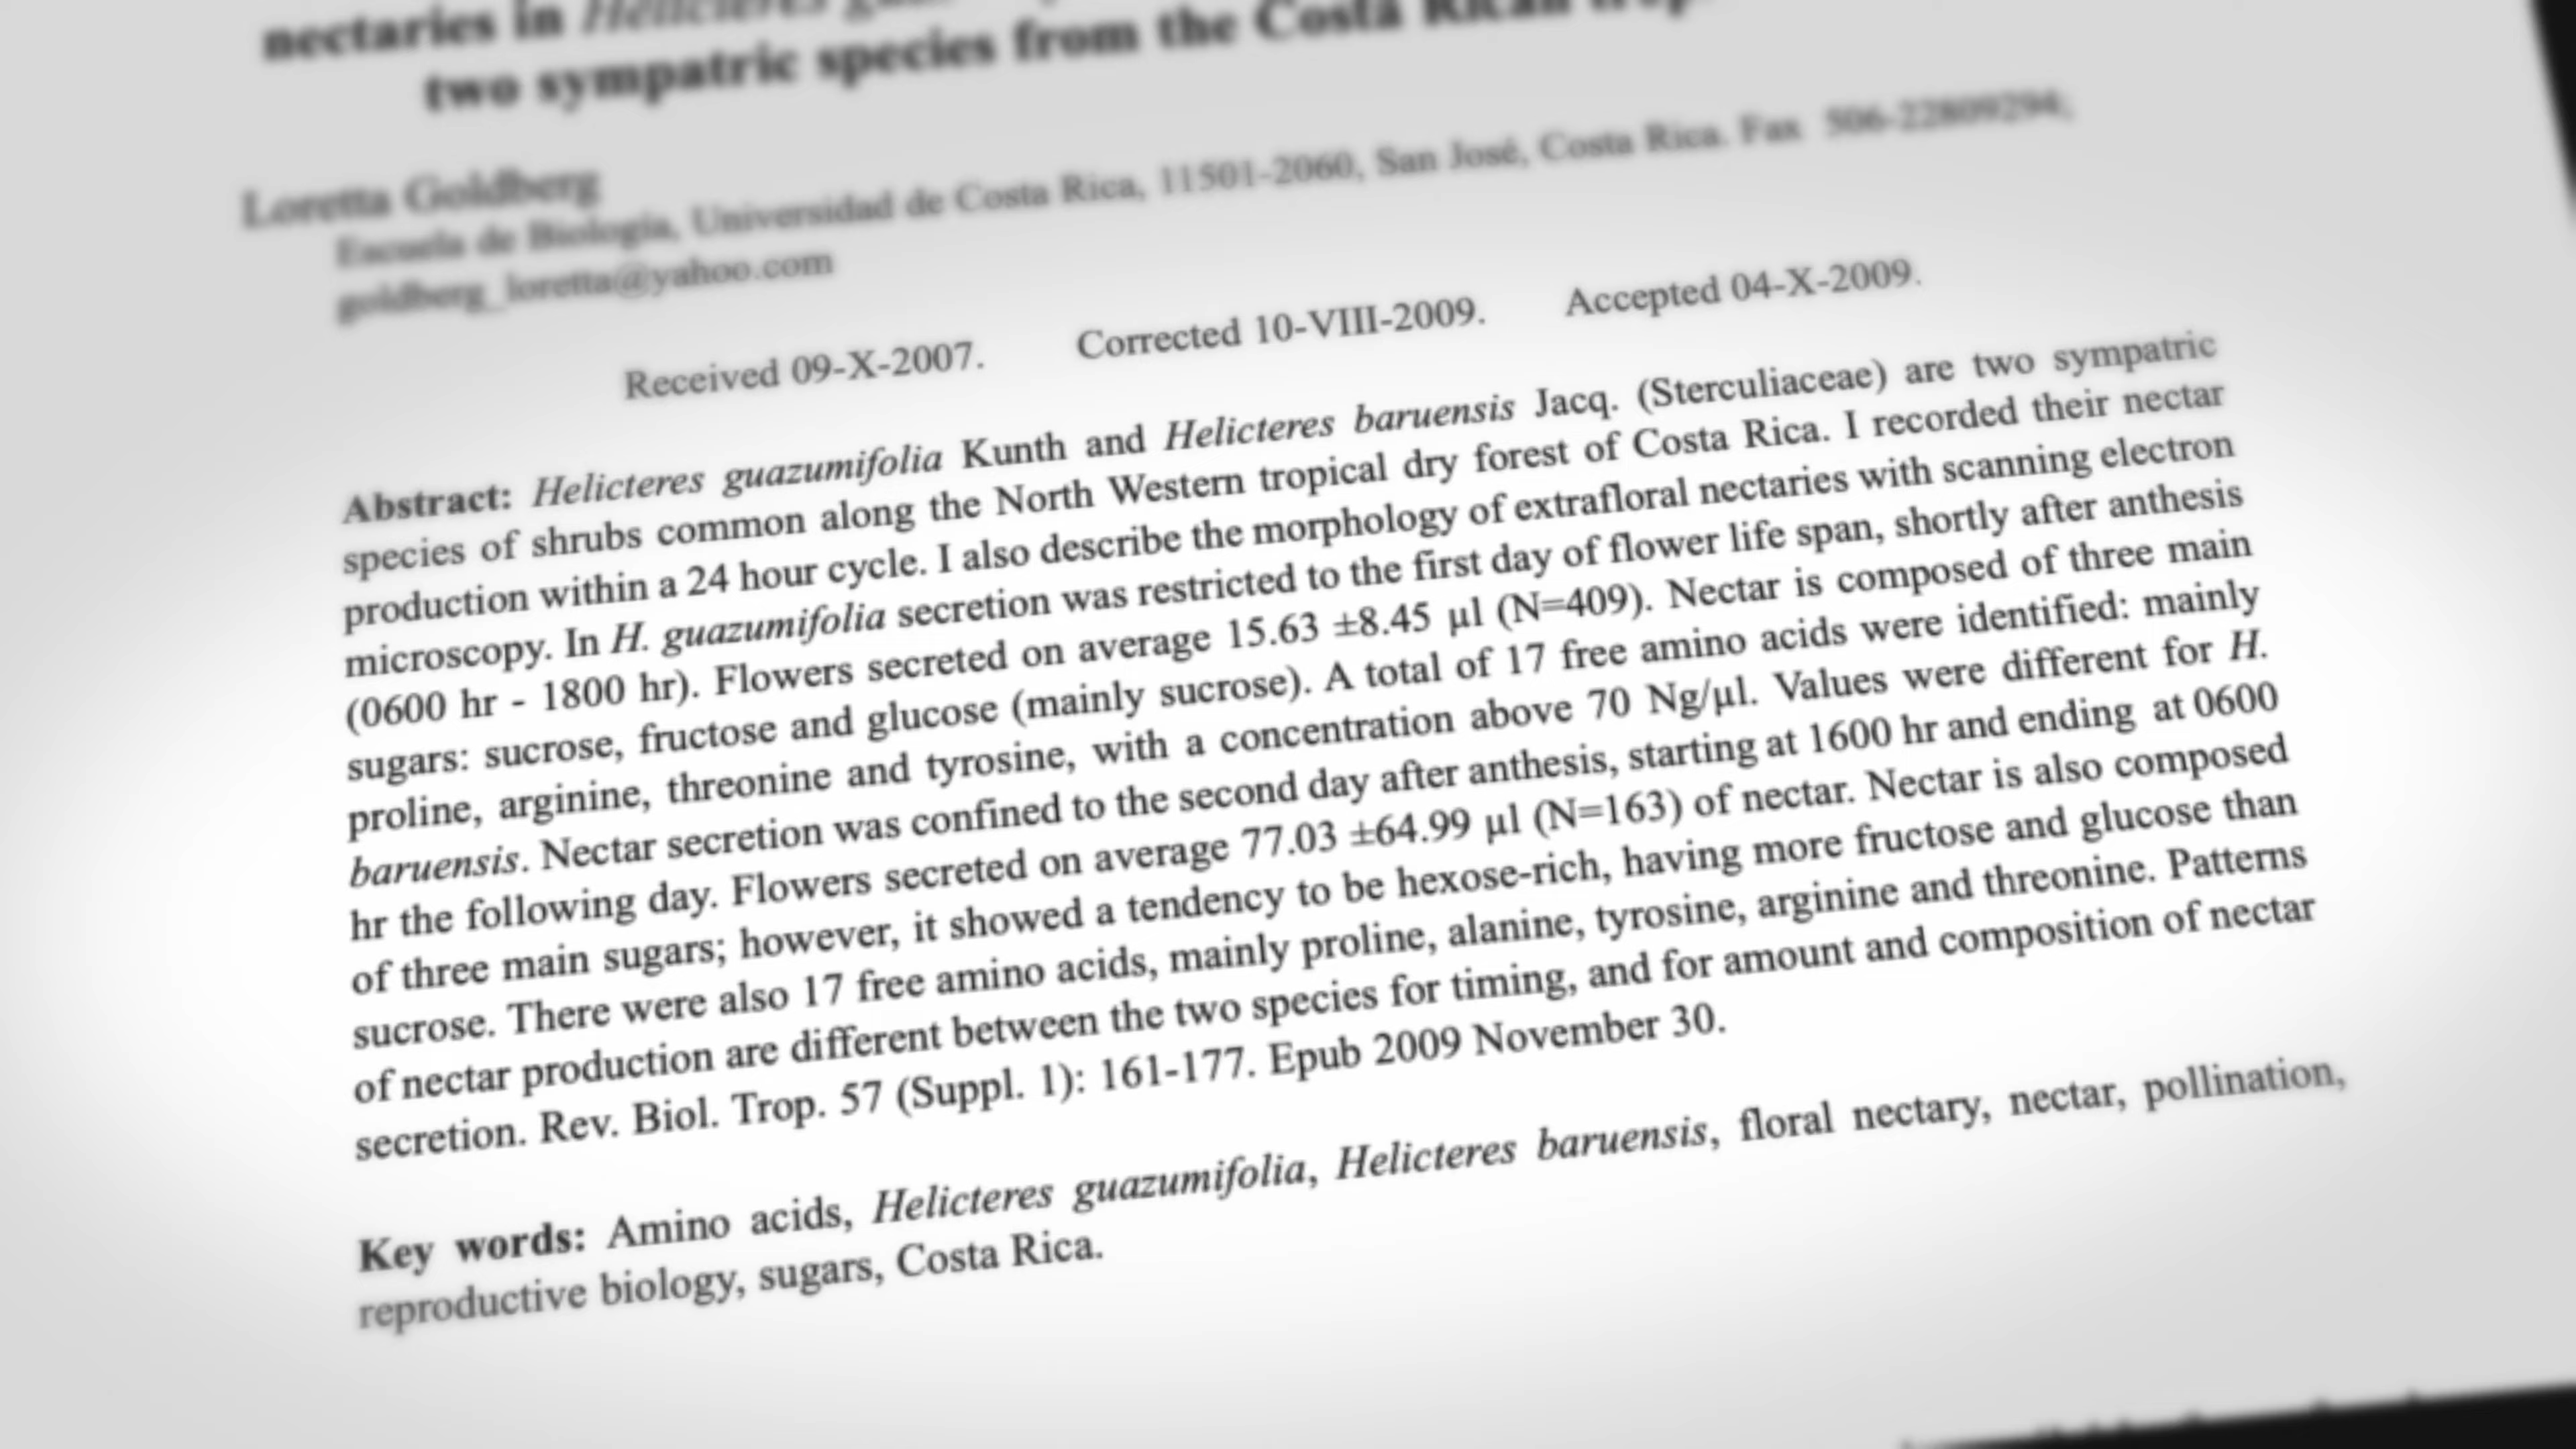 nectaries in Helicteres
two sympatric species from the Costa Rican
Loretta Goldberg
Escuela de Biología, Universidad de Costa Rica, 11501-2060, San José, Costa Rica. Fax 506-22809294;
goldberg_loretta@yahoo.com
Received 09-X-2007. Corrected 10-VIII-2009. Accepted 04-X-2009.
Abstract: Helicteres guazumifolia Kunth and Helicteres baruensis Jacq. (Sterculiaceae) are two sympatric
species of shrubs common along the North Western tropical dry forest of Costa Rica. I recorded their nectar
production within a 24 hour cycle. I also describe the morphology of extrafloral nectaries with scanning electron
microscopy. In H. guazumifolia secretion was restricted to the first day of flower life span, shortly after anthesis
(0600 hr - 1800 hr). Flowers secreted on average 15.63 ±8.45 µl (N=409). Nectar is composed of three main
sugars: sucrose, fructose and glucose (mainly sucrose). A total of 17 free amino acids were identified: mainly
proline, arginine, threonine and tyrosine, with a concentration above 70 Ng/µl. Values were different for H.
baruensis. Nectar secretion was confined to the second day after anthesis, starting at 1600 hr and ending at 0600
hr the following day. Flowers secreted on average 77.03 ±64.99 µl (N=163) of nectar. Nectar is also composed
of three main sugars; however, it showed a tendency to be hexose-rich, having more fructose and glucose than
sucrose. There were also 17 free amino acids, mainly proline, alanine, tyrosine, arginine and threonine. Patterns
of nectar production are different between the two species for timing, and for amount and composition of nectar
secretion. Rev. Biol. Trop. 57 (Suppl. 1): 161-177. Epub 2009 November 30.
Key words: Amino acids, Helicteres guazumifolia, Helicteres baruensis, floral nectary, nectar, pollination,
reproductive biology, sugars, Costa Rica.